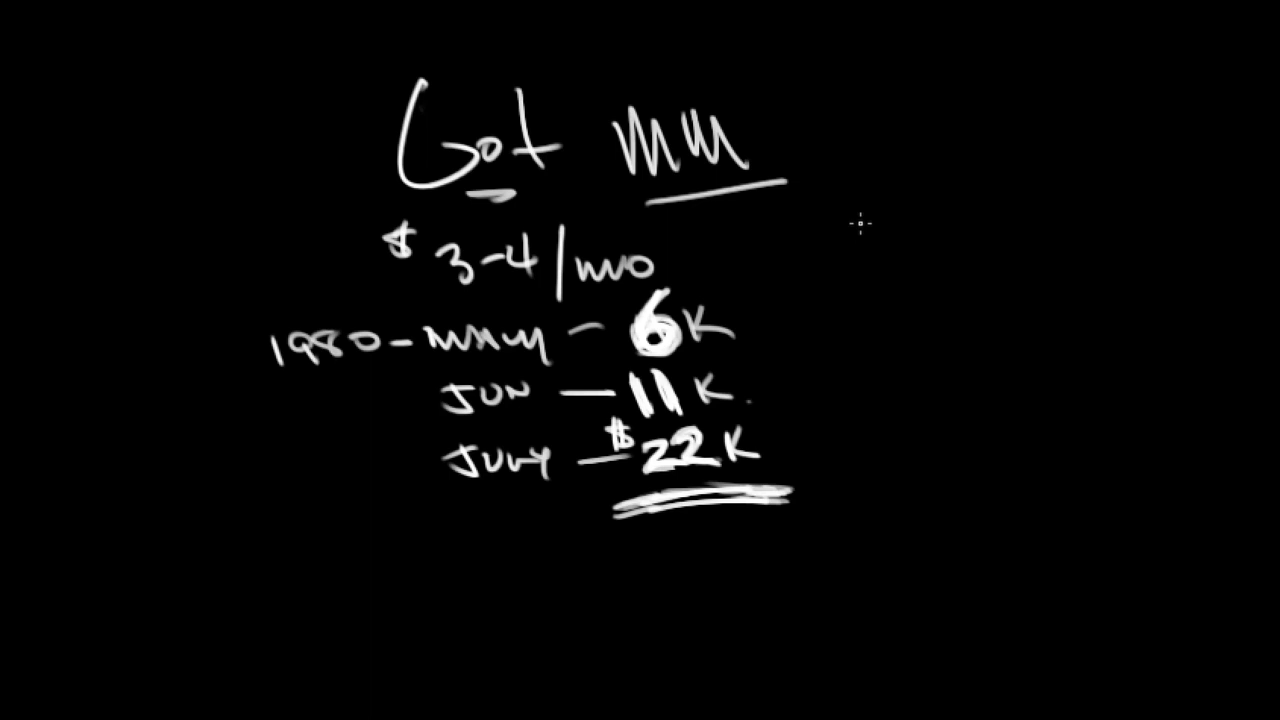 Got MM
$3-4/mo
1980 - MAY - 6K
JUN - 11K.
JULY - $22K